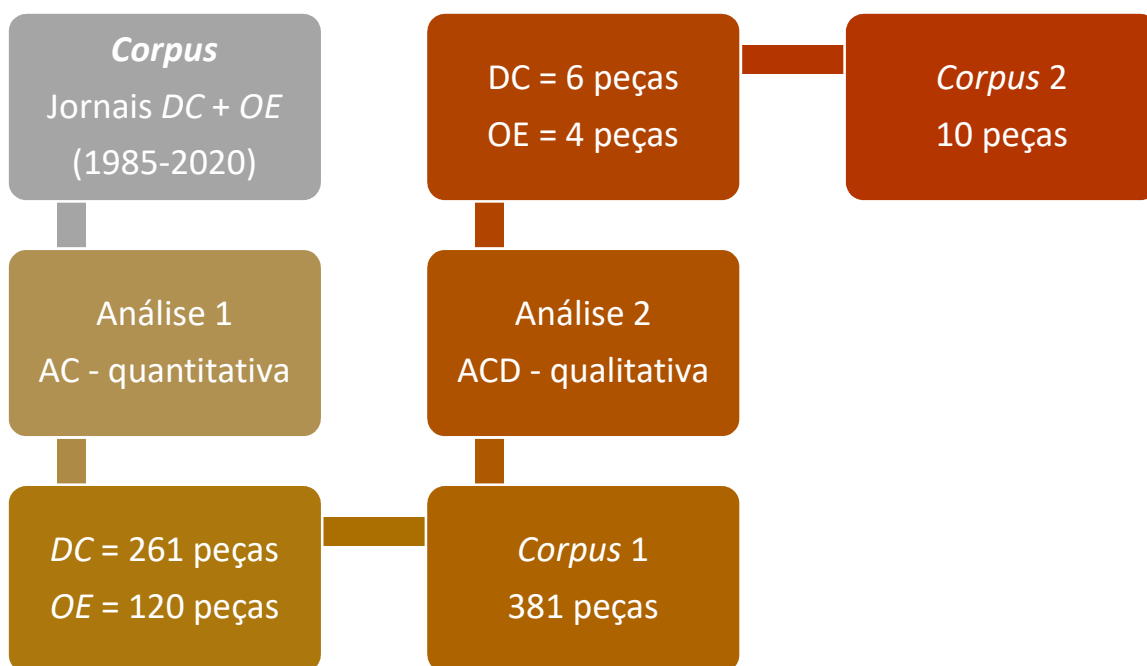 Corpus
Jornais DC + OE
(1985-2020)
Análise 1
AC - quantitativa
DC = 261 peças
OE = 120 peças
Corpus 1
381 peças
Análise 2
ACD - qualitativa
DC = 6 peças
OE = 4 peças
Corpus 2
10 peças